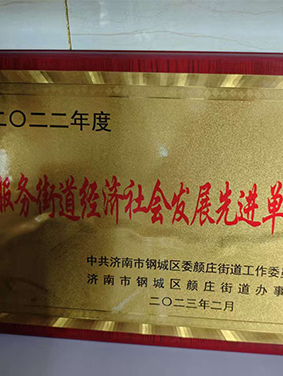 二〇二二年度
服务街道经济社会发展先进单
中共济南市钢城区委颜庄街道工作委员
济南市钢城区颜庄街道办事
二〇二三年二月